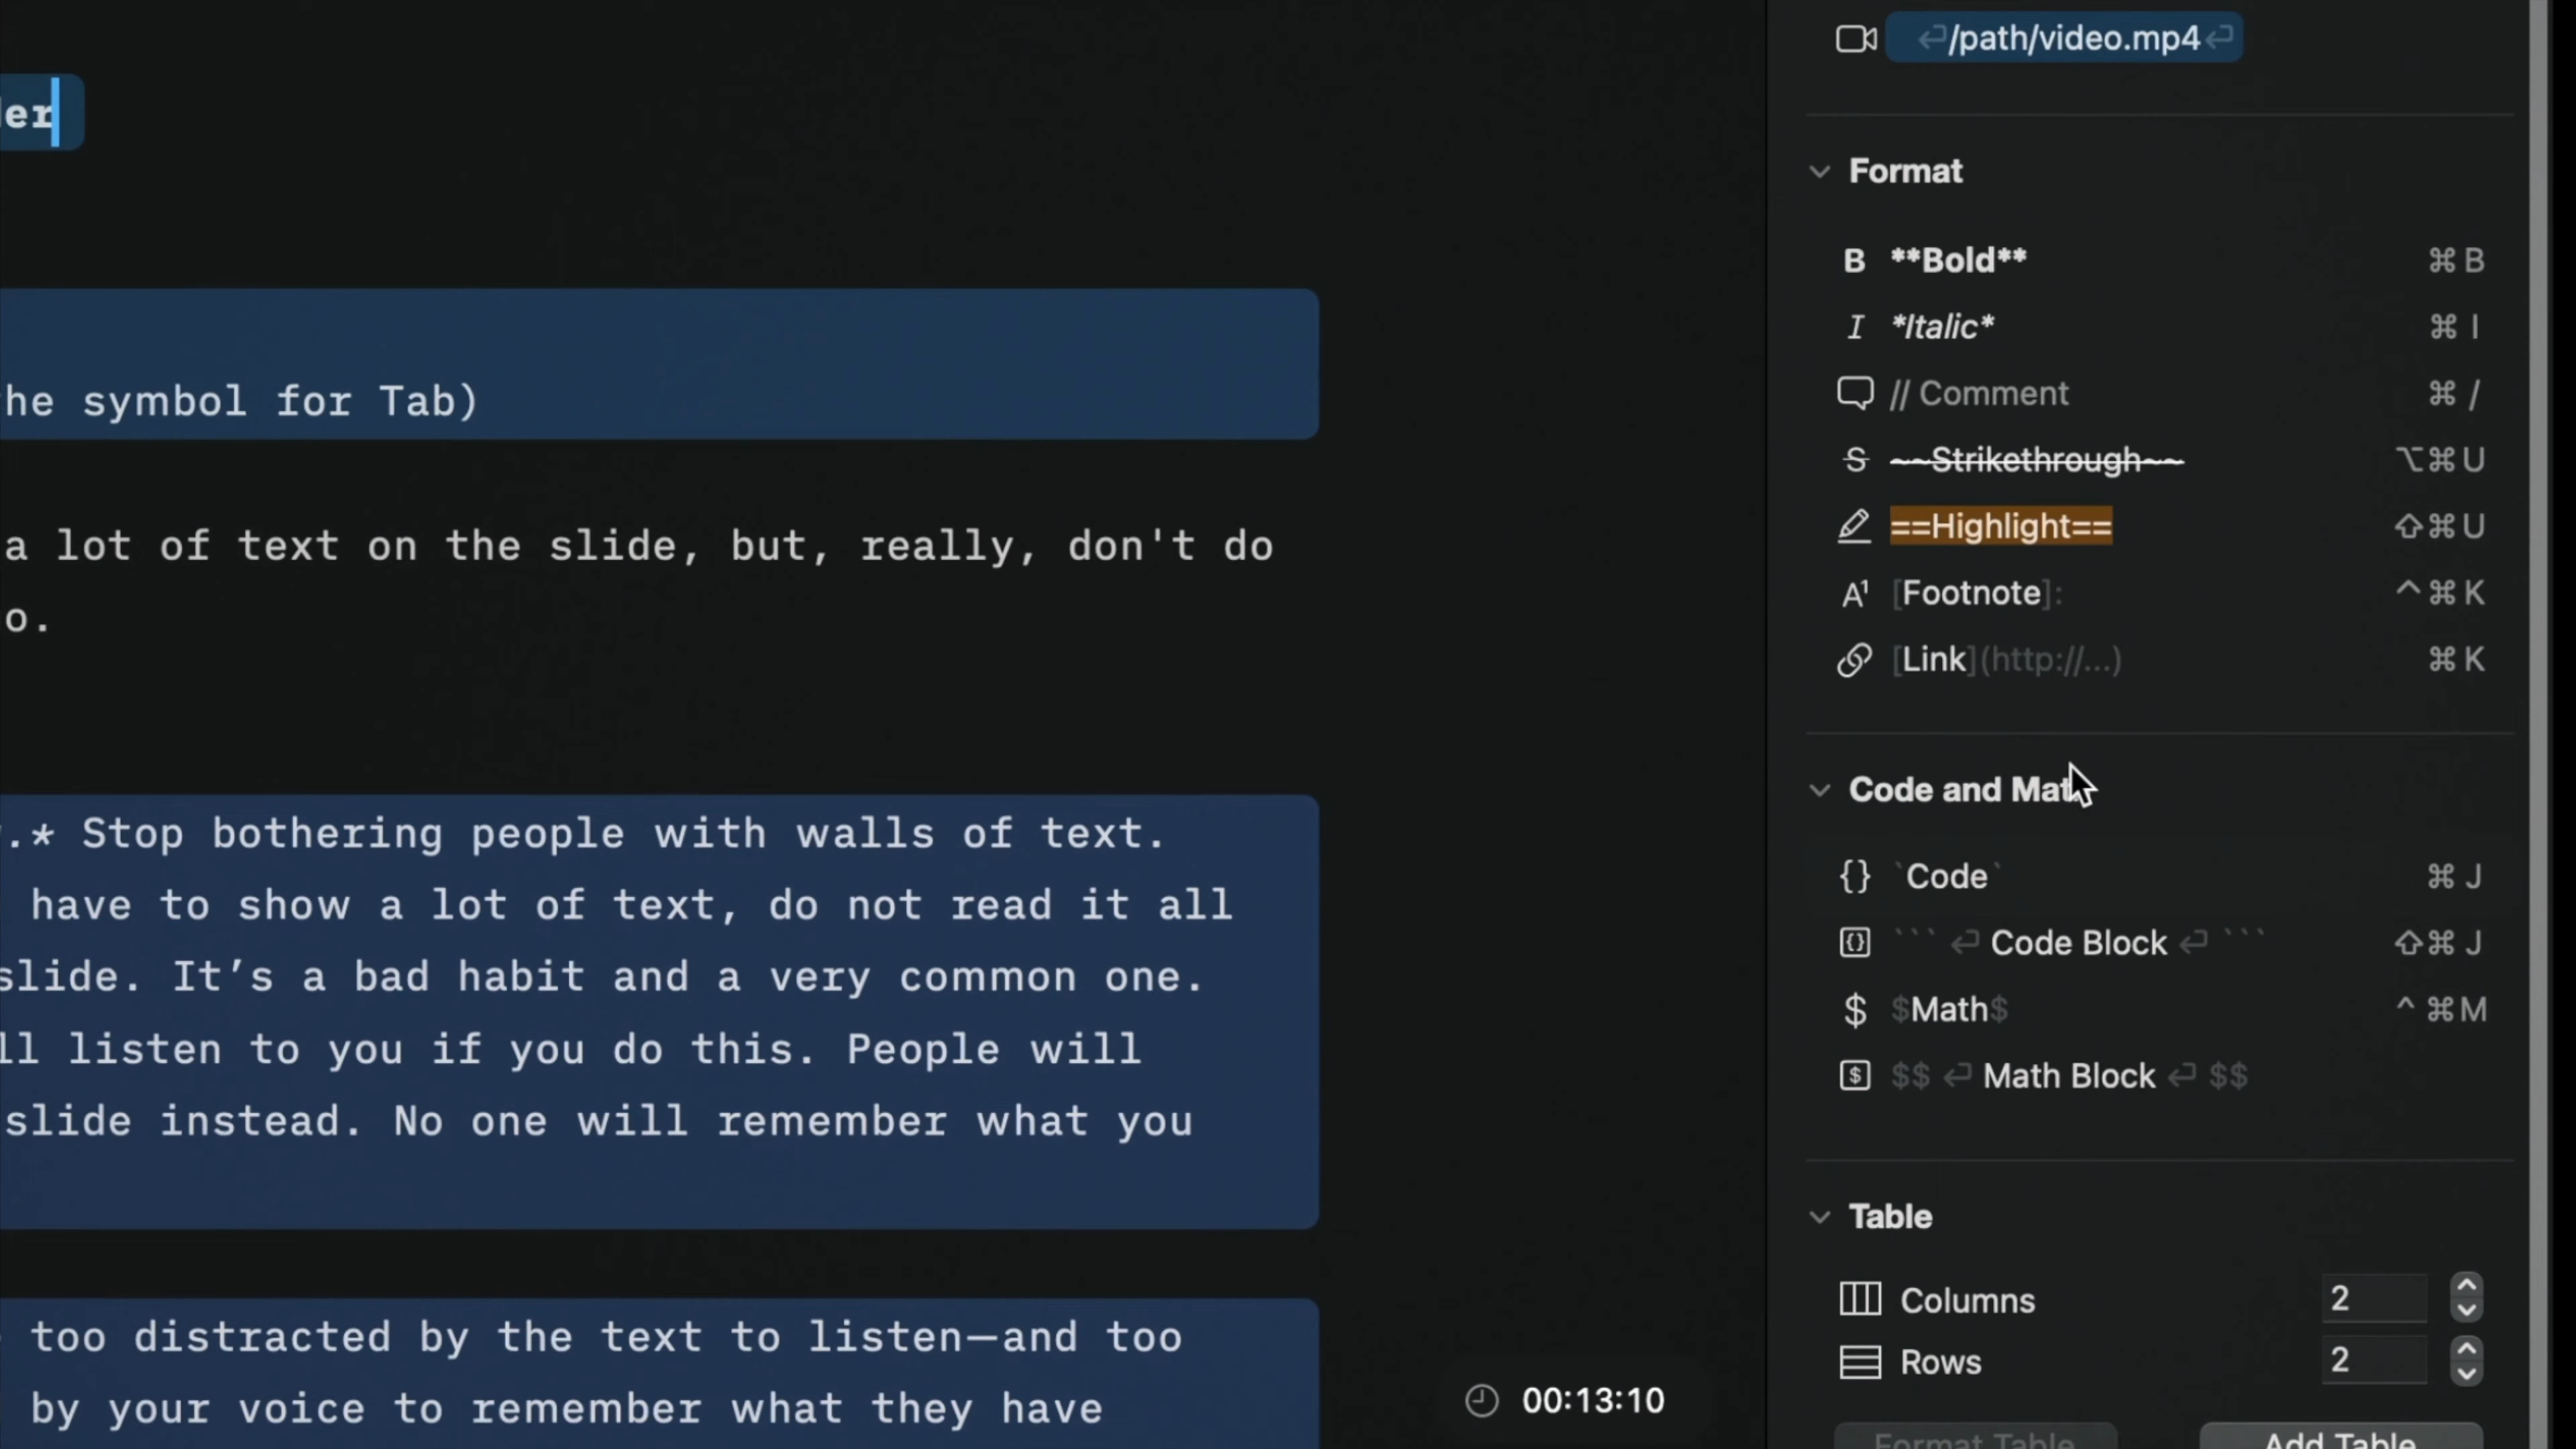 er
he symbol for Tab)
a lot of text on the slide, but, really, don't do
o.
.* Stop bothering people with walls of text.
have to show a lot of text, do not read it all
slide. It’s a bad habit and a very common one.
ll listen to you if you do this. People will
slide instead. No one will remember what you
too distracted by the text to listen—and too
by your voice to remember what they have
00:13:10
⏎/path/video.mp4⏎
Format
B **Bold** ⌘ B
I *Italic* ⌘ I
// Comment ⌘ /
S ~~Strikethrough~~ ⌥⌘ U
==Highlight== ⇧⌘ U
A¹ [Footnote]: ^⌘ K
[Link](http://...) ⌘ K
Code and Mat
{} `Code` ⌘ J
{} ``` ⏎ Code Block ⏎ ``` ⇧⌘ J
$ $Math$ ^⌘ M
$ $$ ⏎ Math Block ⏎ $$
Table
Columns 2
Rows 2
Format Table Add Table